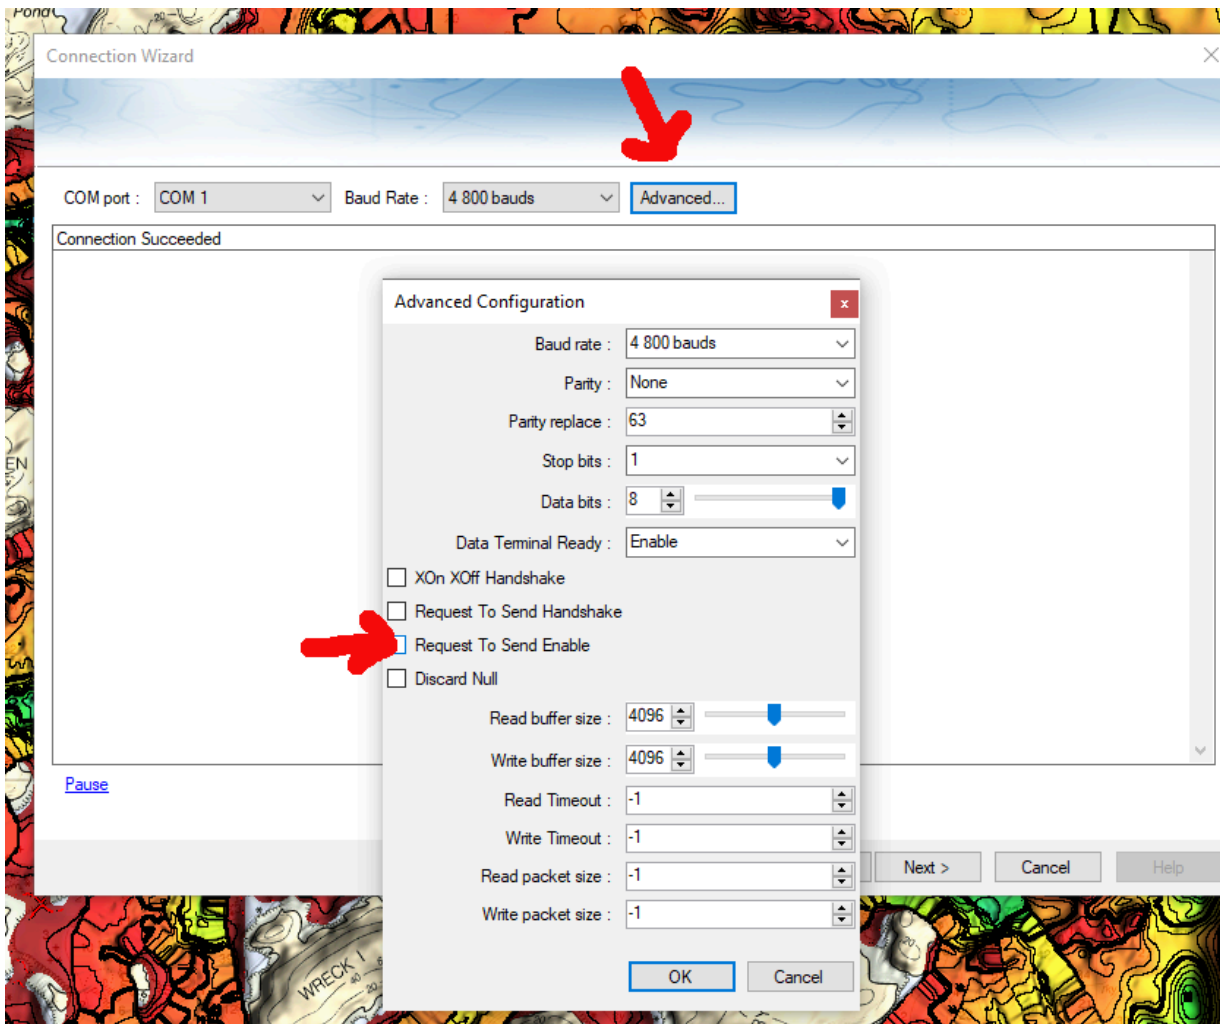 Pond
20
Connection Wizard
COM port : COM 1 Baud Rate : 4 800 bauds Advanced...
Connection Succeeded
Advanced Configuration
x
Baud rate : 4 800 bauds
Parity : None
Parity replace : 63
EN
Stop bits : 1
Data bits : 8
Data Terminal Ready : Enable
XOn XOff Handshake
Request To Send Handshake
Request To Send Enable
Discard Null
Read buffer size : 4096
Write buffer size : 4096
Pause
Read Timeout : -1
Write Timeout : -1
Read packet size : -1
Next > Cancel Help
Write packet size : -1
WRECK I
40
20
20
OK Cancel